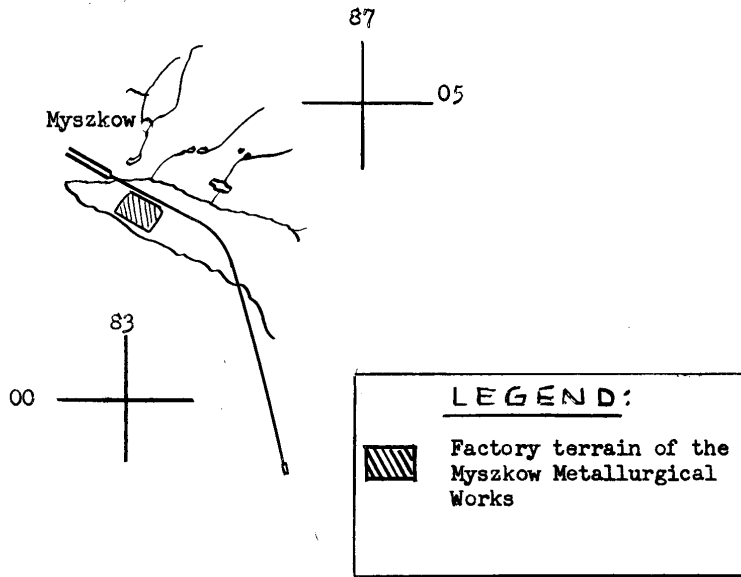 87
05
Myszkow
83
00
LEGEND:
Factory terrain of the
Myszkow Metallurgical
Works